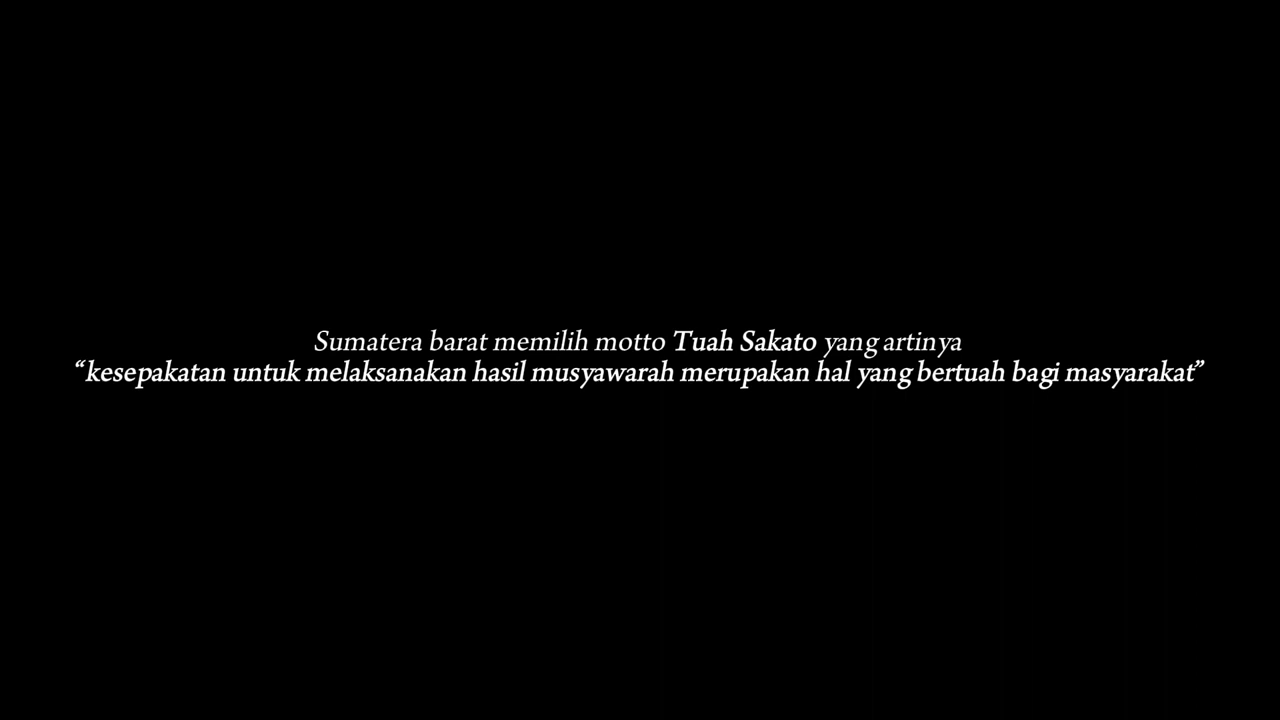 Sumatera barat memilih motto Tuah Sakato yang artinya
“kesepakatan untuk melaksanakan hasil musyawarah merupakan hal yang bertuah bagi masyarakat”